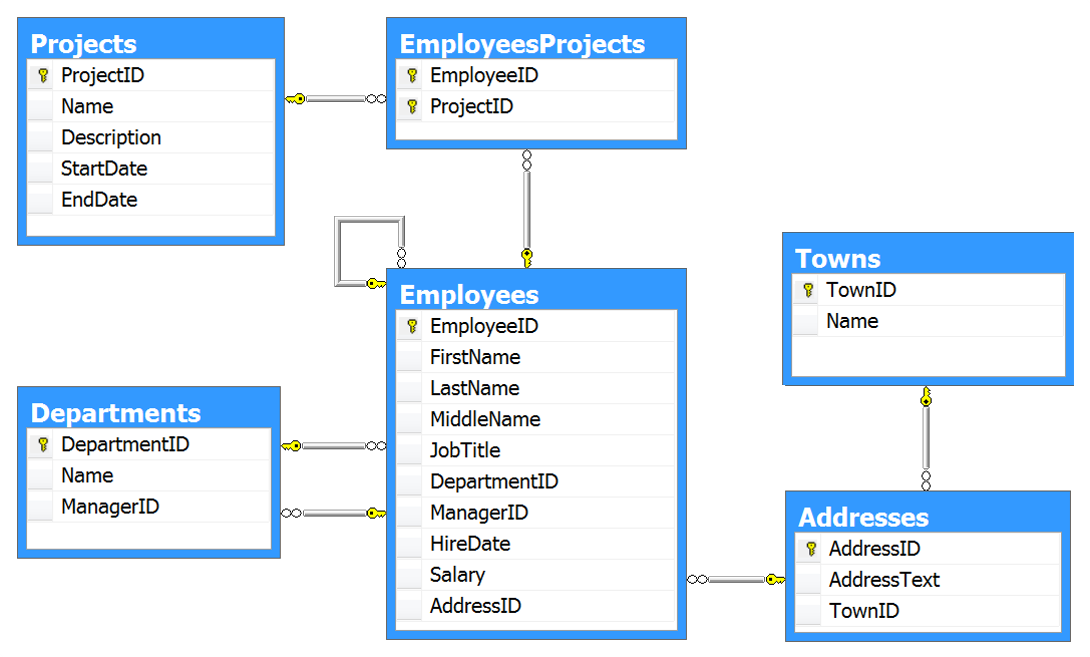 Projects
ProjectID
Name
Description
StartDate
EndDate
EmployeesProjects
EmployeeID
ProjectID
Employees
EmployeeID
FirstName
LastName
MiddleName
JobTitle
DepartmentID
ManagerID
HireDate
Salary
AddressID
Departments
DepartmentID
Name
ManagerID
Towns
TownID
Name
Addresses
AddressID
AddressText
TownID